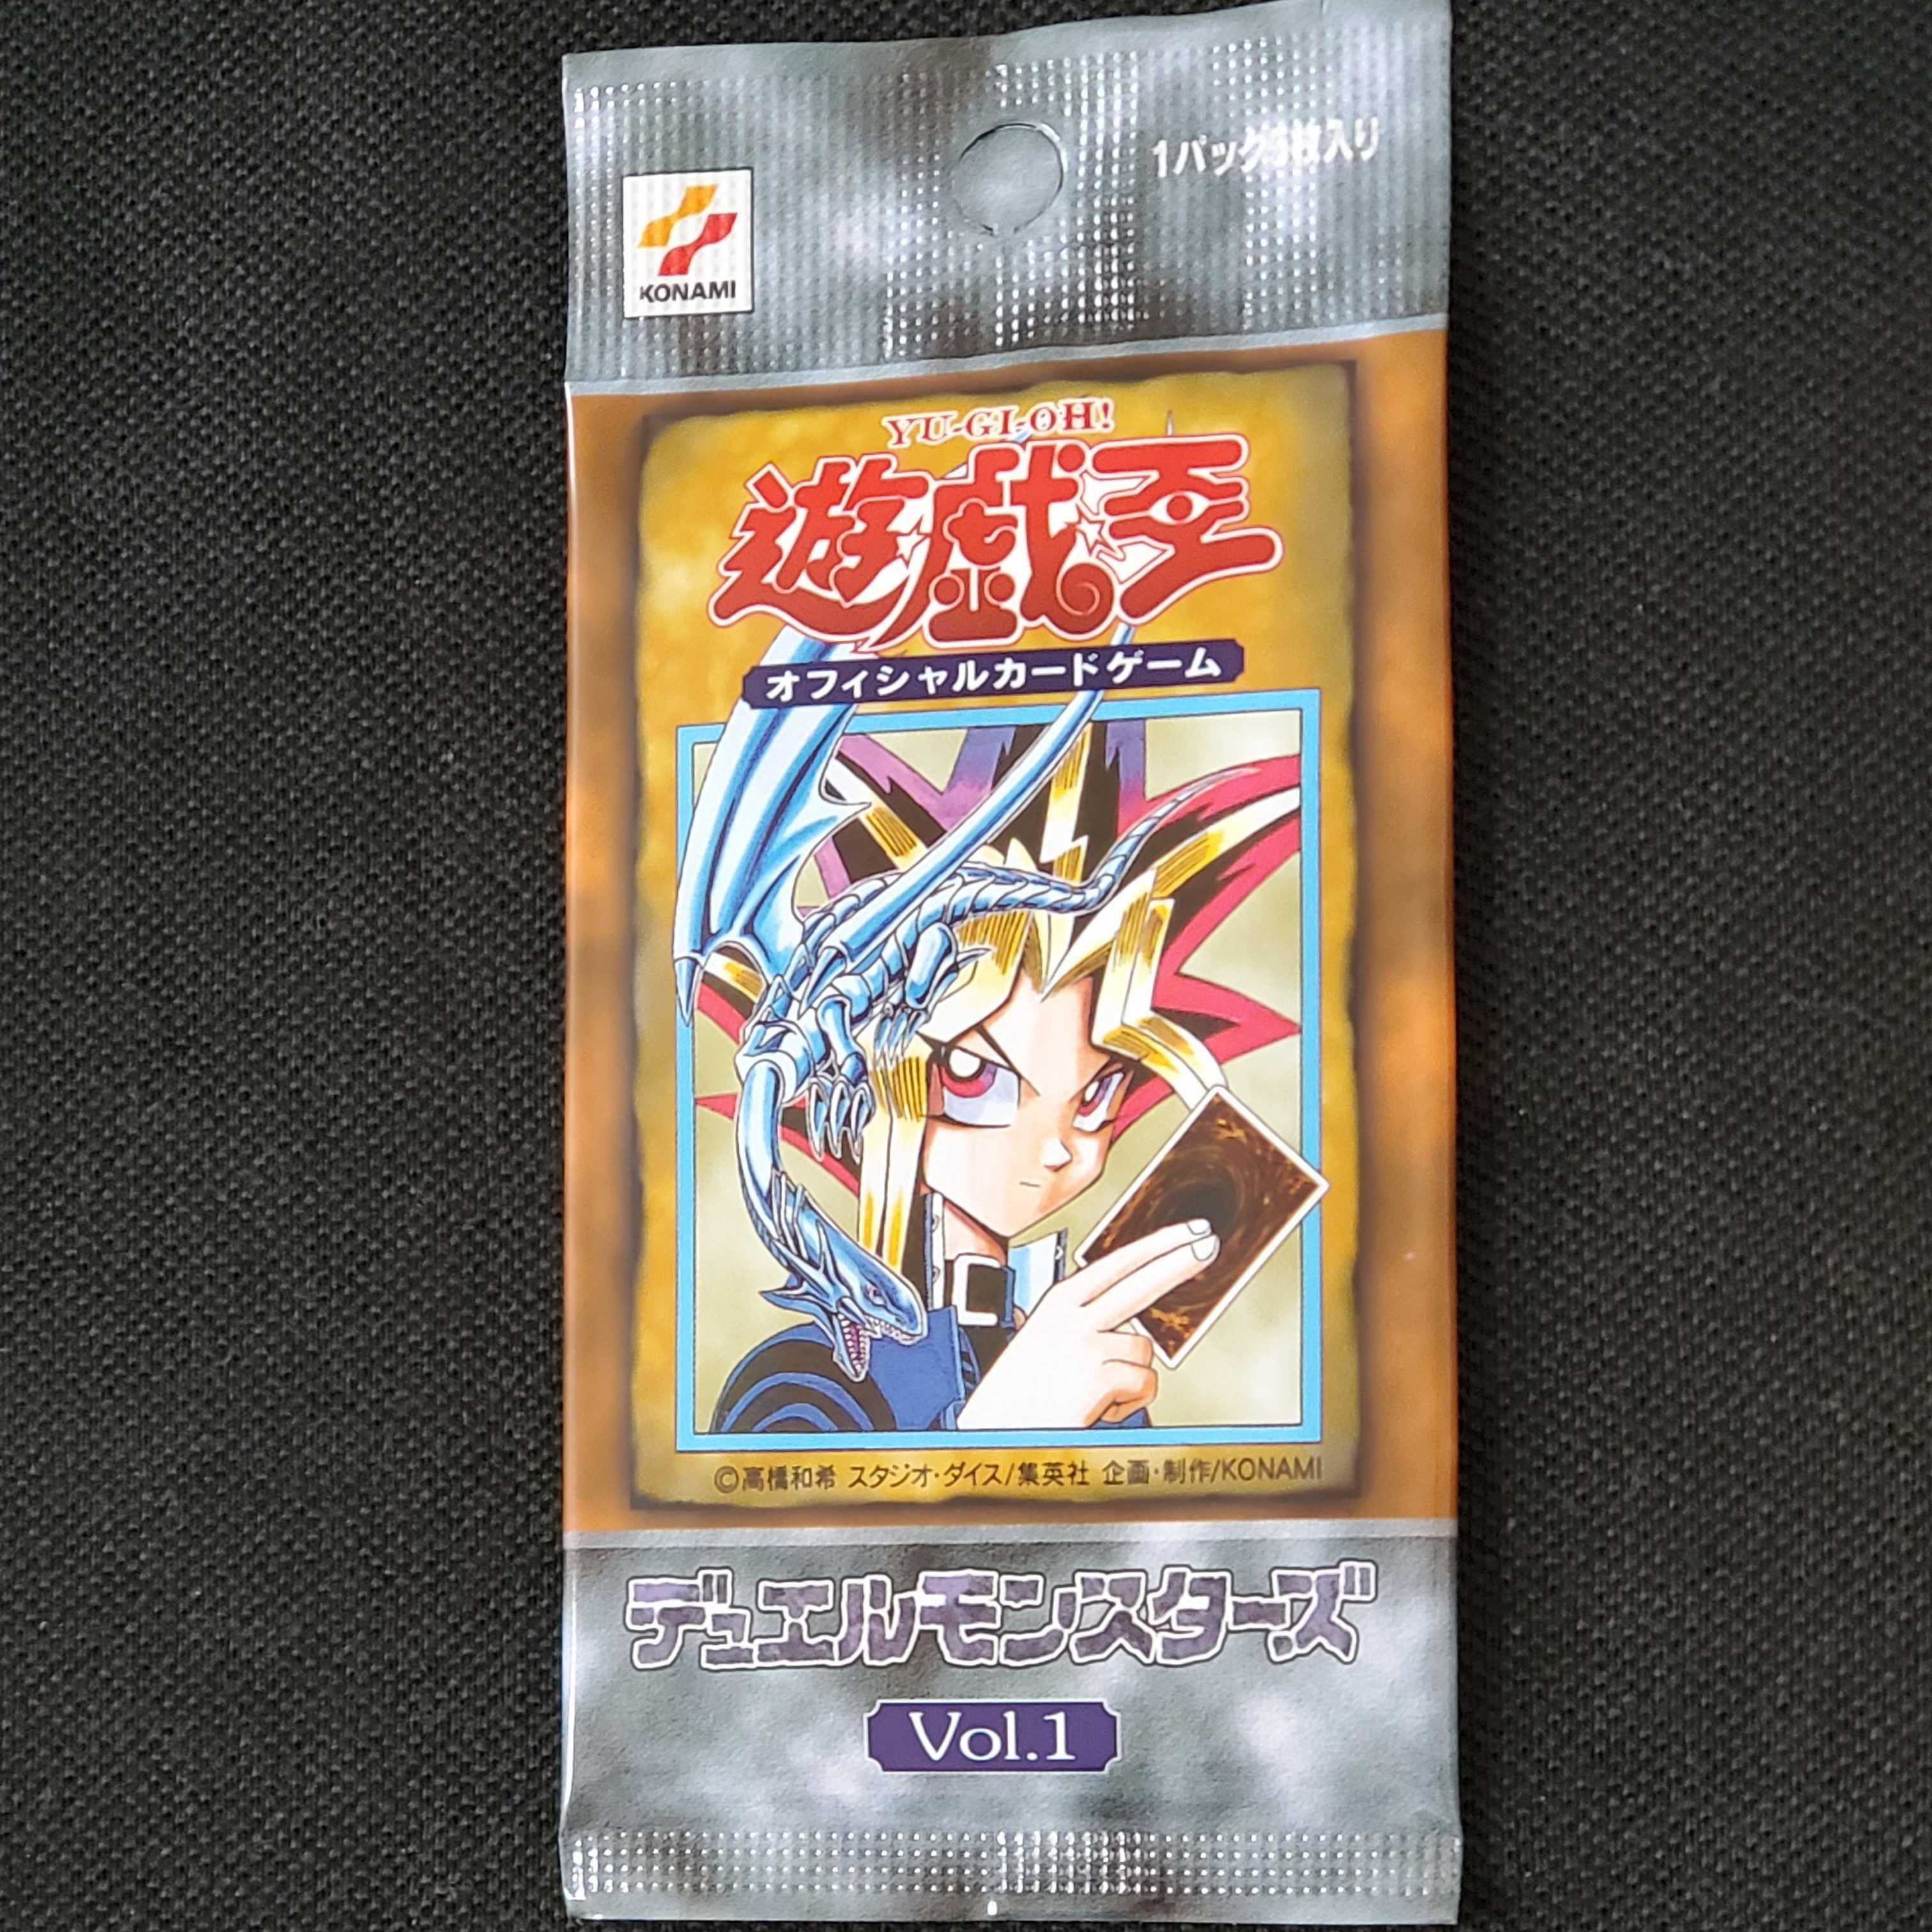 1パック5枚入り
KONAMI
YU-GI-OH!
遊戯王
オフィシャルカードゲーム
©高橋和希 スタジオ・ダイス/集英社 企画・制作/KONAMI
デュエルモンスターズ
Vol.1